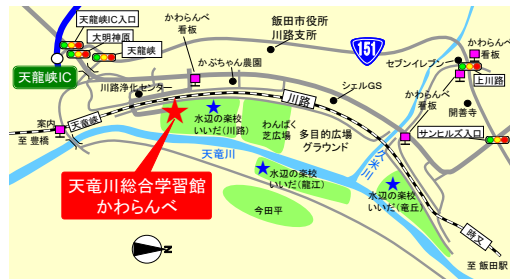 天龍峡IC入口
大明神原
天龍峡
天龍峡IC
かわらんべ
看板
飯田市役所
川路支所
151
かぶちゃん農園
川路浄化センター
シェルGS
セブンイレブン
かわらんべ
看板
上川路
開善寺
かわらんべ
看板
サンヒルズ入口
川路
案内
至 豊橋
天竜峡
水辺の楽校
いいだ(川路)
わんぱく
芝広場
多目的広場
グラウンド
久米川
天竜川
天竜川総合学習館
かわらんべ
水辺の楽校
いいだ(龍江)
水辺の楽校
いいだ(竜丘)
今田平
時又
至 飯田駅
N